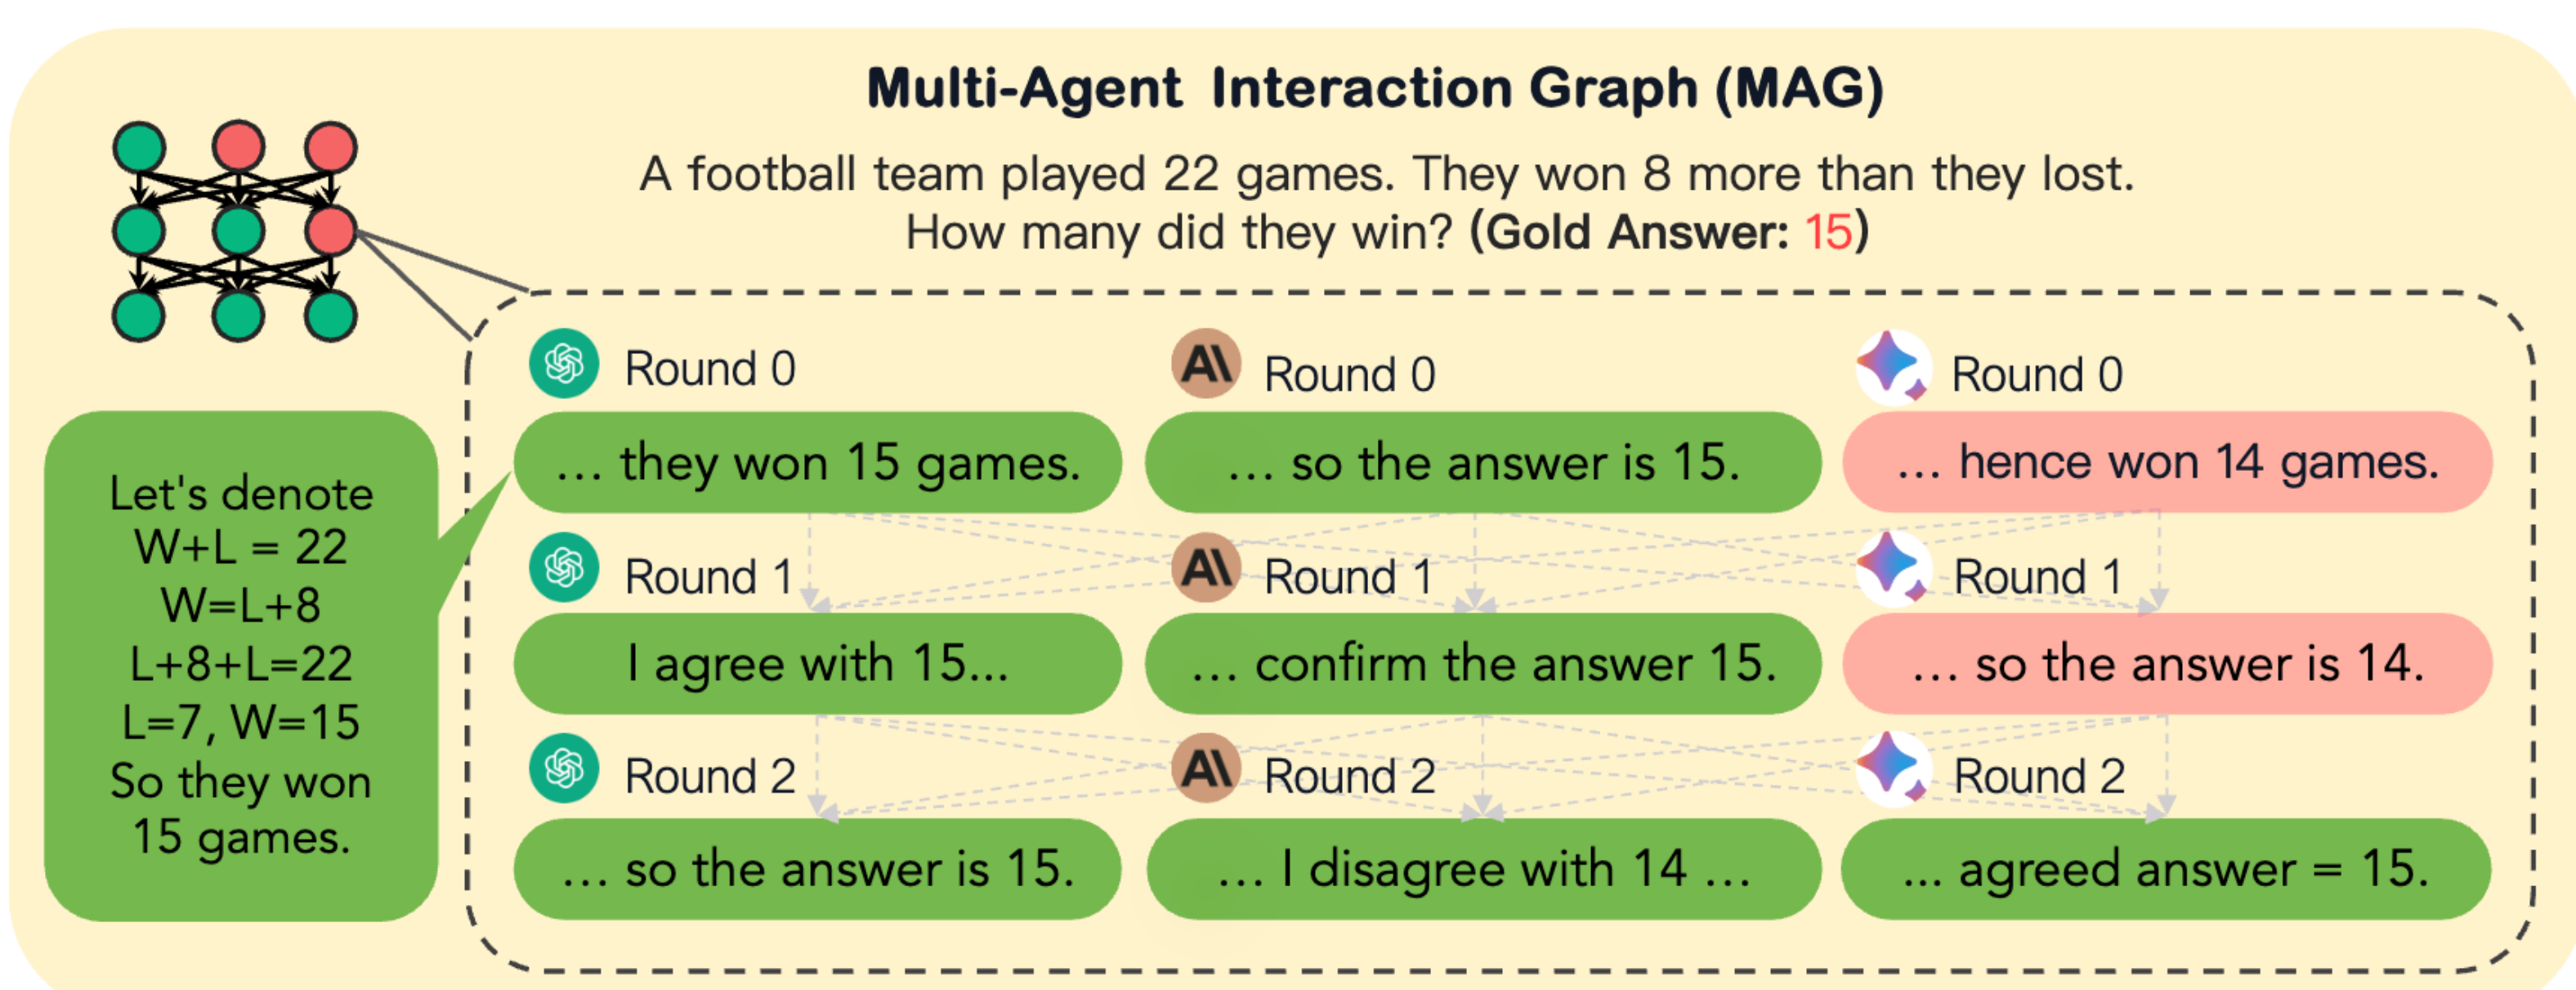 Multi-Agent Interaction Graph (MAG)
A football team played 22 games. They won 8 more than they lost.
How many did they win? (Gold Answer: 15)
Let's denote
W+L = 22
W=L+8
L+8+L=22
L=7, W=15
So they won
15 games.
A\ Round 0
Round 0
Round 0
... they won 15 games.
... so the answer is 15.
... hence won 14 games.
Round 1
A\ Round 1
Round 1
I agree with 15...
... confirm the answer 15.
... so the answer is 14.
Round 2
A\ Round 2
Round 2
... so the answer is 15.
... I disagree with 14 ...
... agreed answer = 15.